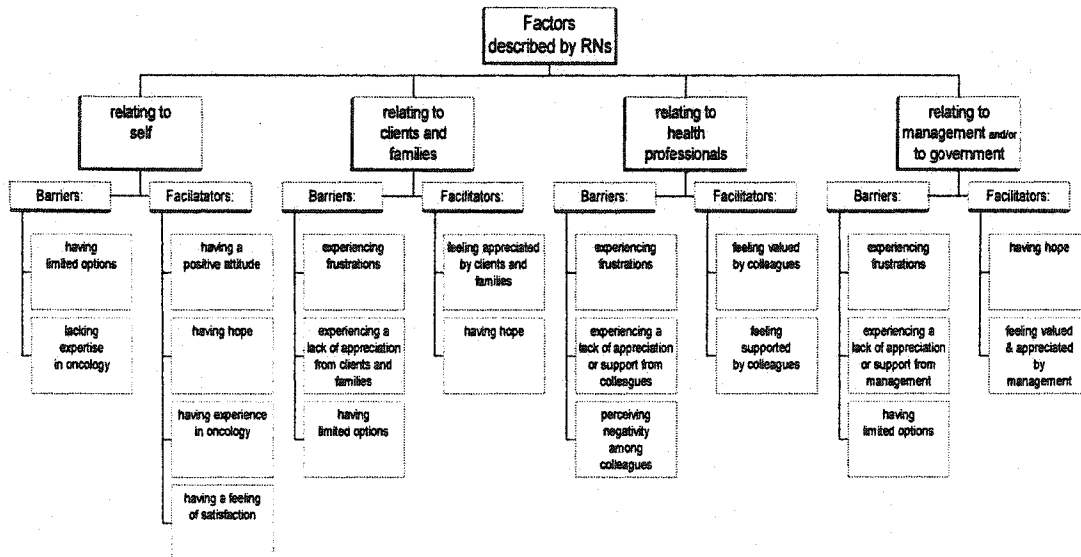 Factors
described by RNs
relating to
self
relating to
clients and
families
relating to
health
professionals
relating to
management and/or
to government
Barriers:
Facilatators:
Barriers:
Facilitators:
Barriers:
Facilitators:
Barriers:
Facilitators:
having
limited options
lacking
expertise
in oncology
having a
positive attitude
having hope
having experience
in oncology
having a feeling
of satisfaction
experiencing
frustrations
experiencing a
lack of appreciation
from clients and
families
having
limited options
feeling appreciated
by clients and
families
having hope
experiencing
frustrations
experiencing a
lack of appreciation
or support from
colleagues
perceiving
negativity
among
colleagues
feeling valued
by colleagues
feeling
supported
by colleagues
experiencing
frustrations
experiencing a
lack of appreciation
or support from
management
having
limited options
having hope
feeling valued
& appreciated
by
management